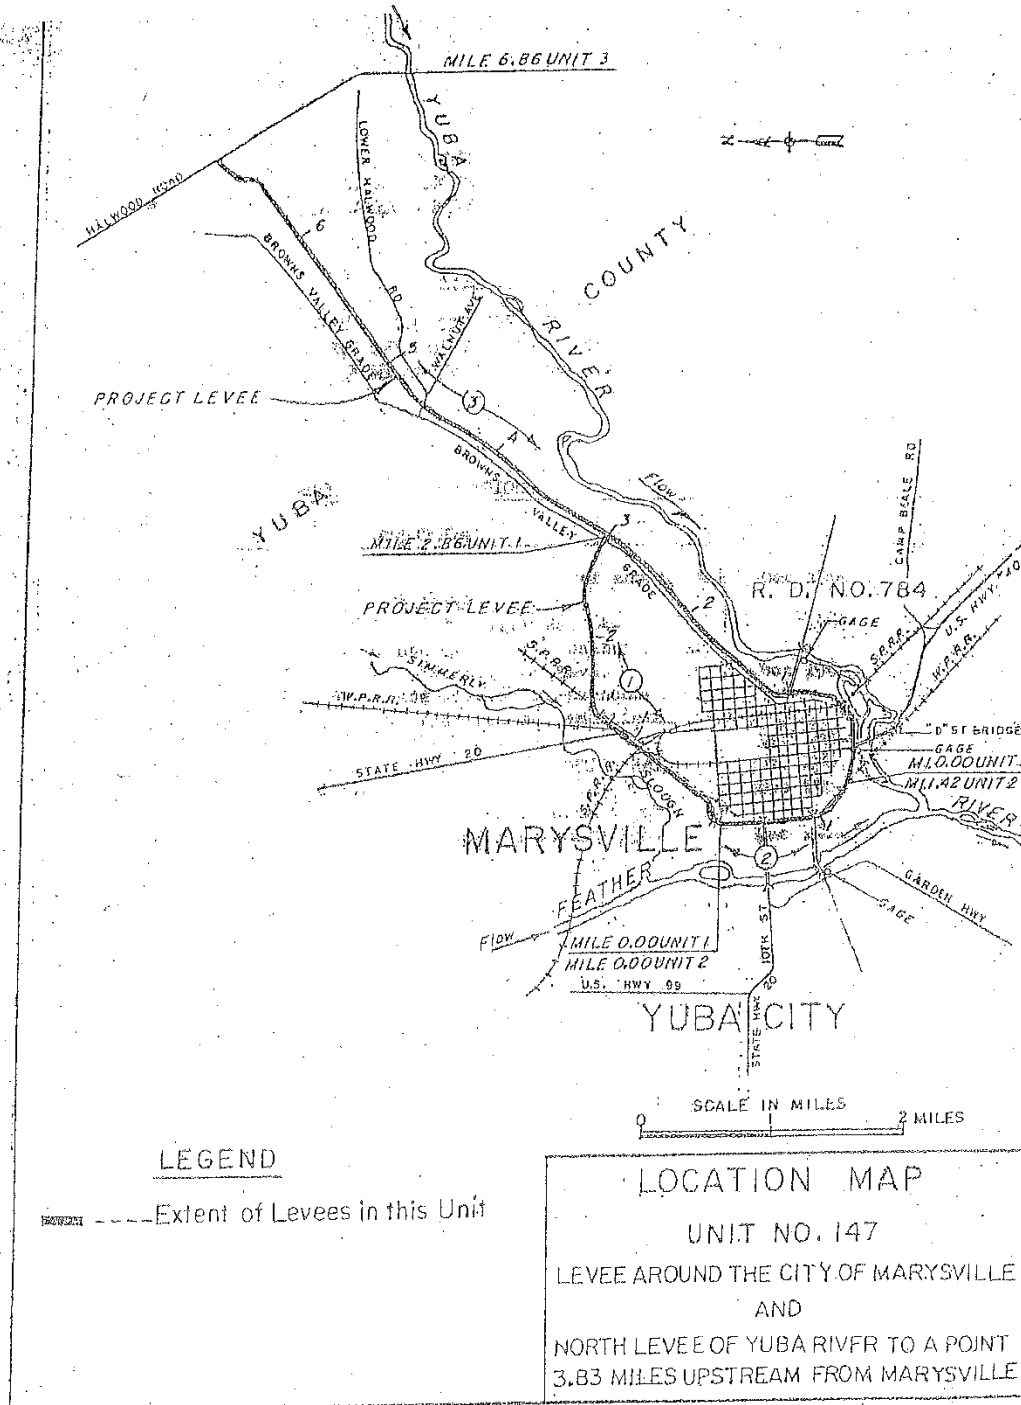 MILE 6.86 UNIT 3
YUBA
LOWER HALWOOD
RD
HALWOOD ROAD
6
COUNTY
BROWNS VALLEY GRADE
RIVER
WALNUT AVE
5
PROJECT LEVEE
3
4
BROWNS
VALLEY
GRADE
YUBA
Flow
CAMP BEALE RD
3
MILE 2.86 UNIT 1
R. D. NO. 784
U.S. HWY
PROJECT LEVEE
2
2
GAGE
S.P.R.R.
S.P.R.R.
W.P.R.R.
SIMMERLY
1
W.P.R.R.
"D" ST BRIDGE
STATE HWY 20
1
GAGE
MI. 0.00 UNIT
MI. 1.42 UNIT 2
S.P.R.R.
SLOUGH
RIVER
MARYSVILLE
1
2
FEATHER
GARDEN HWY
GAGE
Flow
10TH ST
MILE 0.00 UNIT 1
MILE 0.00 UNIT 2
U.S. HWY 99
STATE HWY 20
YUBA CITY
SCALE IN MILES
0 1 2 MILES
LEGEND
----Extent of Levees in this Unit
LOCATION MAP
UNIT NO. 147
LEVEE AROUND THE CITY OF MARYSVILLE
AND
NORTH LEVEE OF YUBA RIVER TO A POINT
3.83 MILES UPSTREAM FROM MARYSVILLE